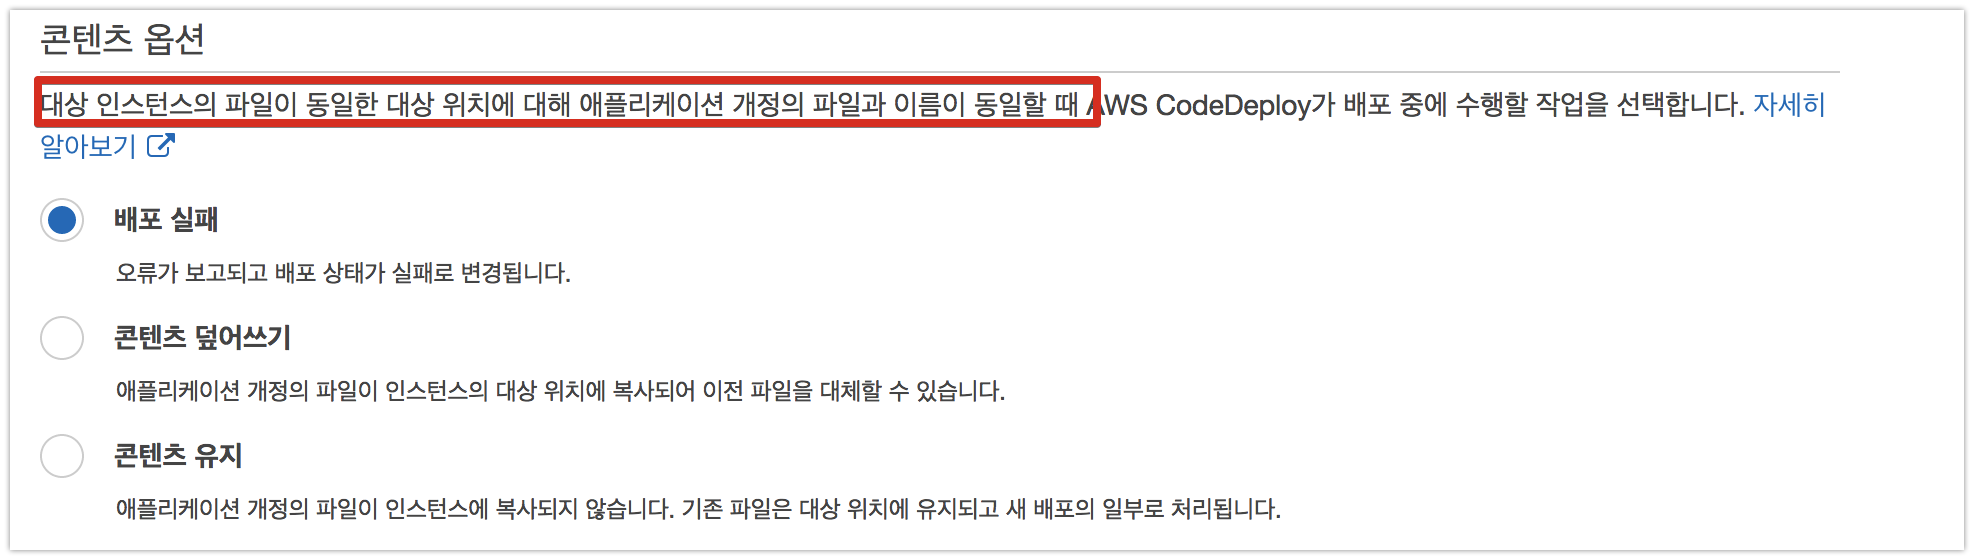 콘텐츠 옵션
대상 인스턴스의 파일이 동일한 대상 위치에 대해 애플리케이션 개정의 파일과 이름이 동일할 때 AWS CodeDeploy가 배포 중에 수행할 작업을 선택합니다. 자세히
알아보기
배포 실패
오류가 보고되고 배포 상태가 실패로 변경됩니다.
콘텐츠 덮어쓰기
애플리케이션 개정의 파일이 인스턴스의 대상 위치에 복사되어 이전 파일을 대체할 수 있습니다.
콘텐츠 유지
애플리케이션 개정의 파일이 인스턴스에 복사되지 않습니다. 기존 파일은 대상 위치에 유지되고 새 배포의 일부로 처리됩니다.